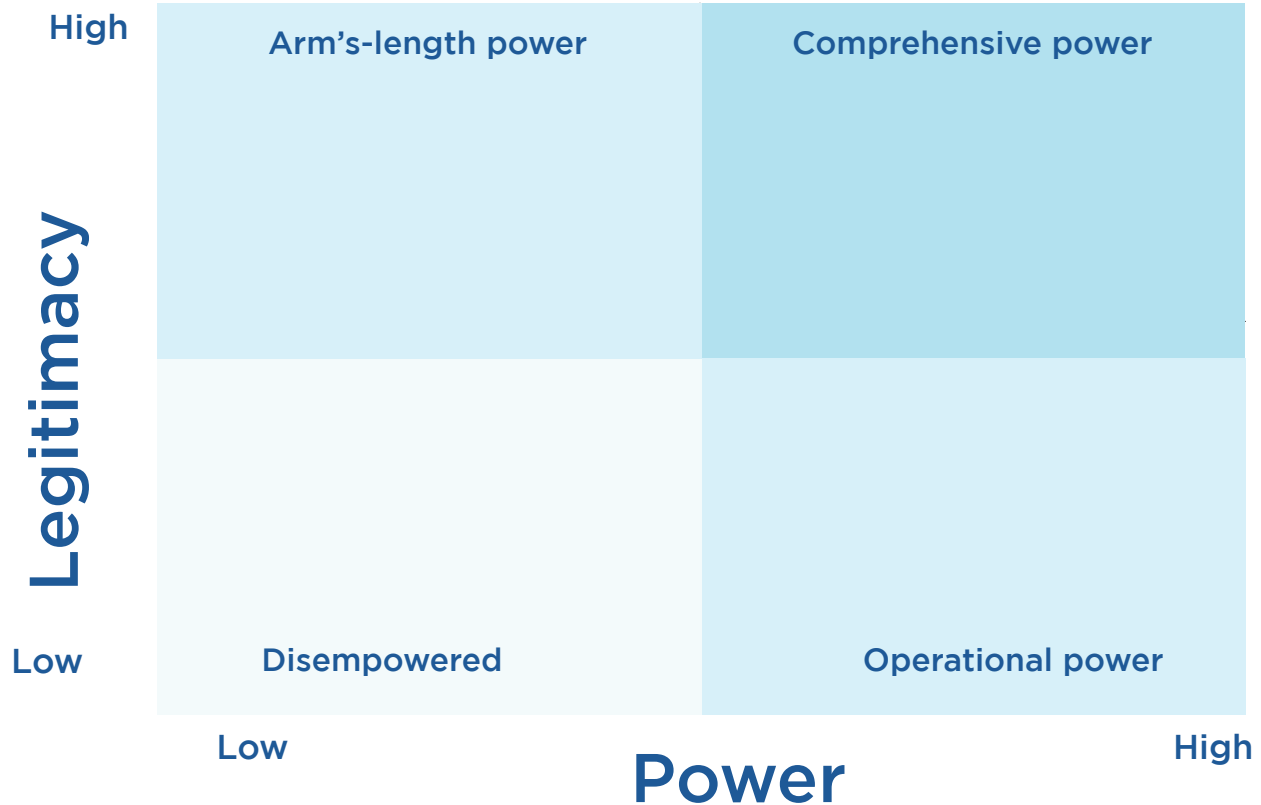 High
Arm's-length power
Comprehensive power
Legitimacy
Low
Disempowered
Operational power
Low
High
Power